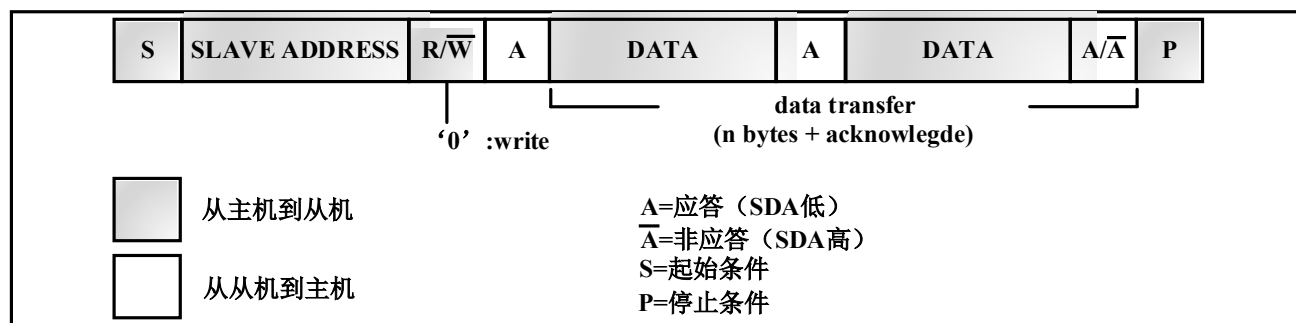 S SLAVE ADDRESS R/W̅ A DATA A DATA A/A̅ P
data transfer
(n bytes + acknowlegde)
‘0’ :write
从主机到从机
从从机到主机
A=应答（SDA低）
A̅=非应答（SDA高）
S=起始条件
P=停止条件